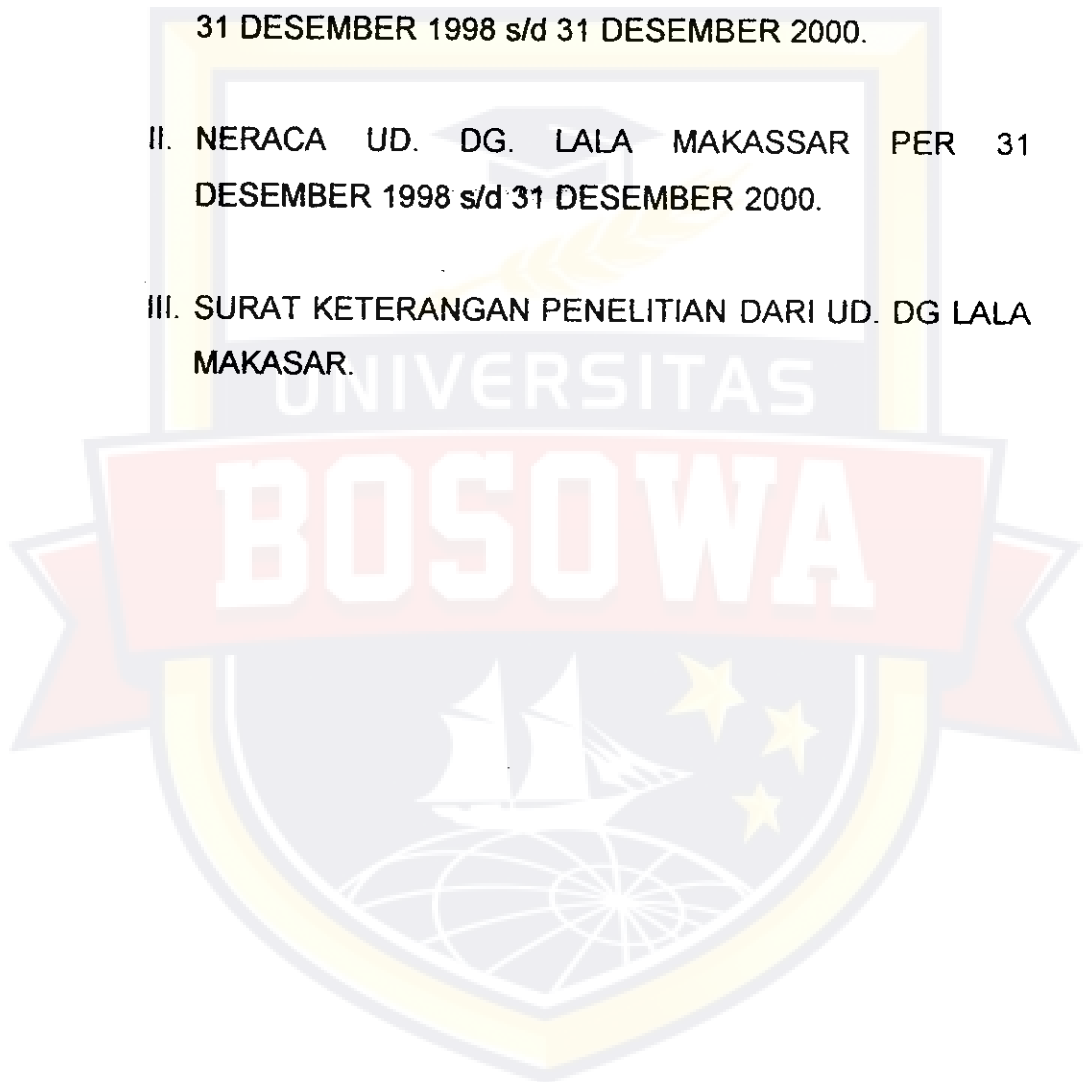 31 DESEMBER 1998 s/d 31 DESEMBER 2000.
II. NERACA UD. DG. LALA MAKASSAR PER 31
DESEMBER 1998 s/d 31 DESEMBER 2000.
III. SURAT KETERANGAN PENELITIAN DARI UD. DG LALA
MAKASAR.
UNIVERSITAS
BOSOWA